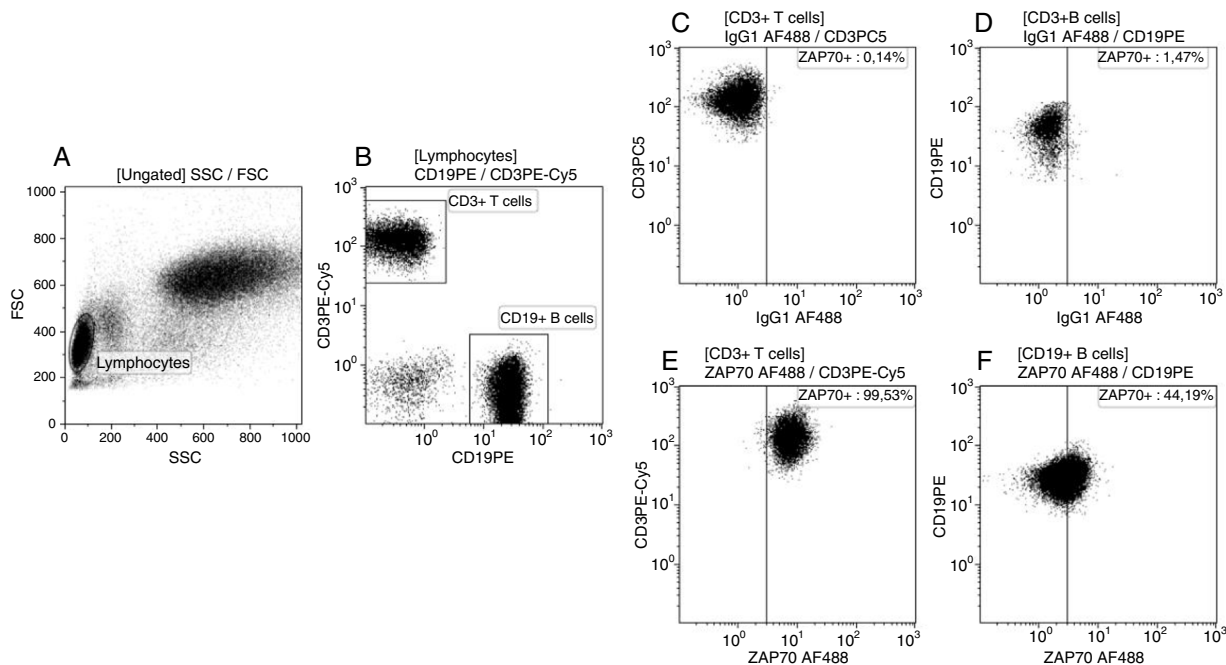 A
[Ungated] SSC / FSC
1000
800
600
400
200
0
FSC
Lymphocytes
0 200 400 600 800 1000
SSC
B
[Lymphocytes]
CD19PE / CD3PE-Cy5
CD3+ T cells
CD19+ B cells
10³
10²
10¹
10⁰
CD3PE-Cy5
10⁰ 10¹ 10² 10³
CD19PE
C
[CD3+ T cells]
IgG1 AF488 / CD3PC5
ZAP70+ : 0,14%
10³
10²
10¹
10⁰
CD3PC5
10⁰ 10¹ 10² 10³
IgG1 AF488
D
[CD3+B cells]
IgG1 AF488 / CD19PE
ZAP70+ : 1,47%
10³
10²
10¹
10⁰
CD19PE
10⁰ 10¹ 10² 10³
IgG1 AF488
E
[CD3+ T cells]
ZAP70 AF488 / CD3PE-Cy5
ZAP70+ : 99,53%
10³
10²
10¹
10⁰
CD3PE-Cy5
10⁰ 10¹ 10² 10³
ZAP70 AF488
F
[CD19+ B cells]
ZAP70 AF488 / CD19PE
ZAP70+ : 44,19%
10³
10²
10¹
10⁰
CD19PE
10⁰ 10¹ 10² 10³
ZAP70 AF488